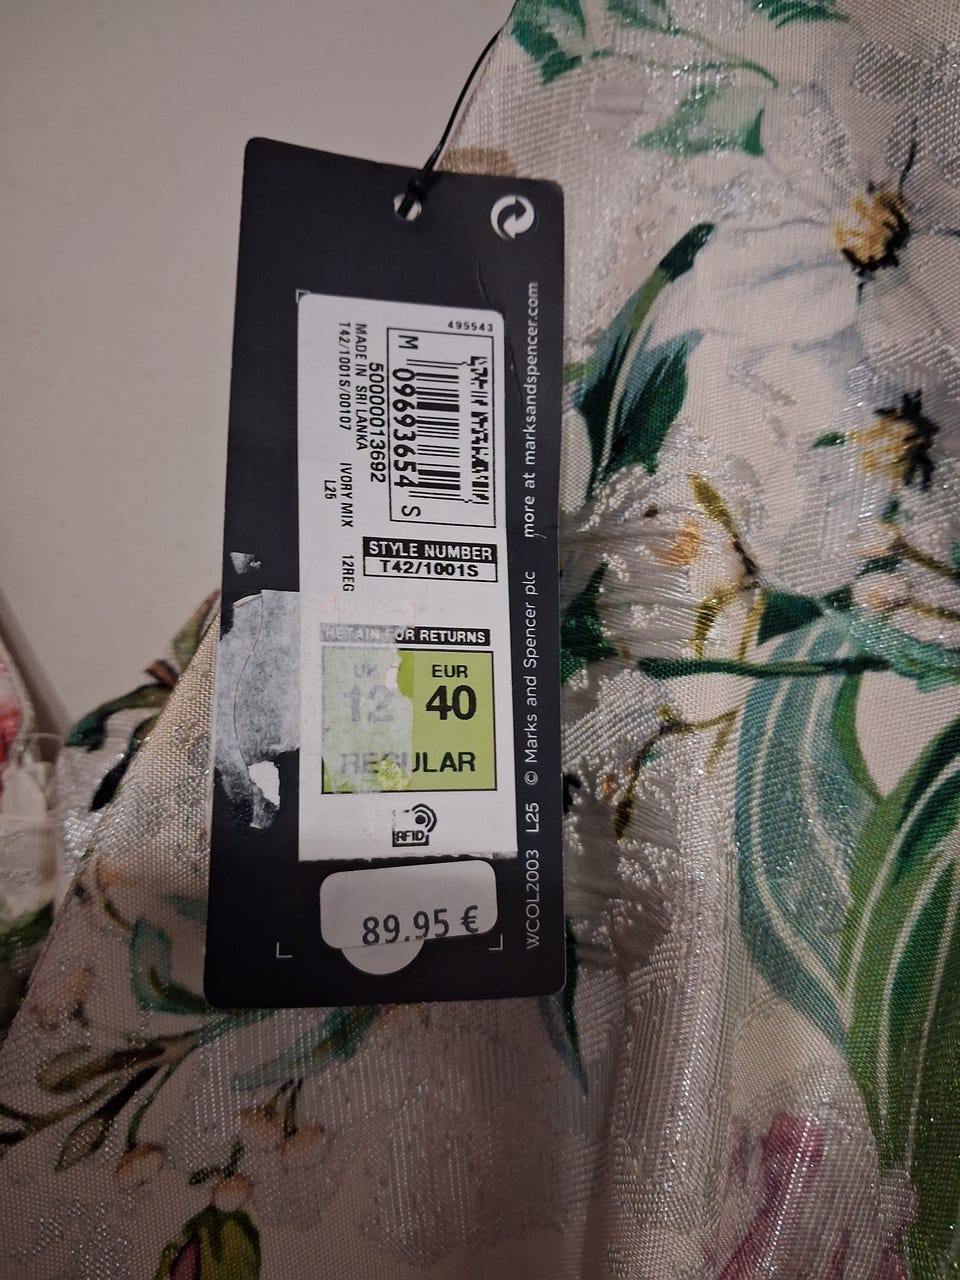 495543
M 09693654 S
50000013692
MADE IN SRI LANKA
T42/1001S/00107 IVORY MIX 12REG
L25
STYLE NUMBER
T42/1001S
RETAIN FOR RETURNS
UK EUR
12 40
REGULAR
RFID
89,95 €
WCOL2003 L25 © Marks and Spencer plc more at marksandspencer.com